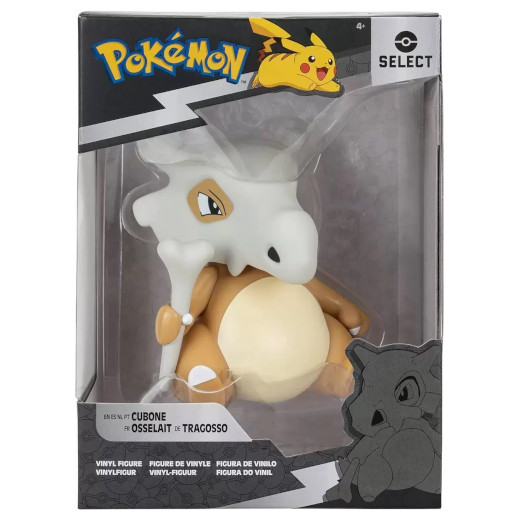 POKÉMON
™
4+
SELECT
EN ES NL PT CUBONE
FR OSSELAIT DE TRAGOSSO
VINYL FIGURE FIGURE DE VINYLE FIGURA DE VINILO
VINYLFIGUR VINYL-FIGUUR FIGURA DO VINIL